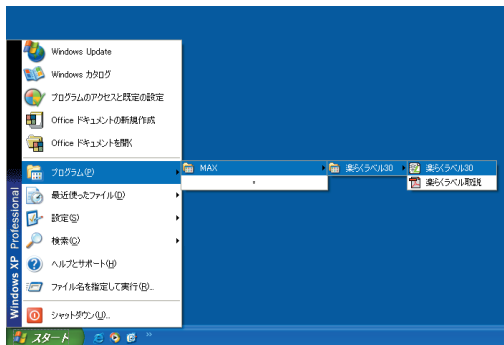 Windows Update
Windows カタログ
プログラムのアクセスと既定の設定
Office ドキュメントの新規作成
Office ドキュメントを開く
プログラム(P)
MAX
楽らくラベル30
楽らくラベル30
楽らくラベル取説
最近使ったファイル(D)
設定(S)
検索(C)
ヘルプとサポート(H)
ファイル名を指定して実行(R)...
シャットダウン(U)...
Windows XP Professional
スタート